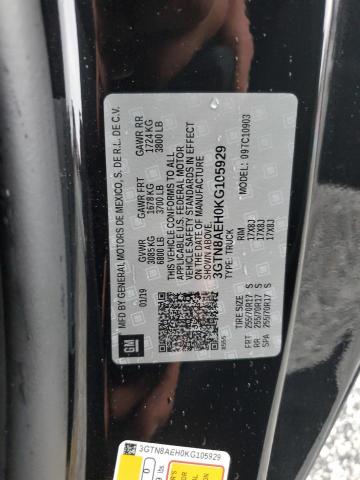 GM
MFD BY GENERAL MOTORS DE MEXICO, S. DE R.L. DE C.V.
01/19 GVWR GAWR FRT GAWR RR
3085 KG 1678 KG 1724 KG
6800 LB 3700 LB 3800 LB
THIS VEHICLE CONFORMS TO ALL
APPLICABLE U.S. FEDERAL MOTOR
VEHICLE SAFETY STANDARDS IN EFFECT
ON THE DATE OF MANUFACTURE
SHOWN ABOVE.
3GTN8AEH0KG105929
TYPE: TRUCK MODEL: 097C10903
TIRE SIZE RIM
FRT 255/70R17 S 17X8J
RR 255/70R17 S 17X8J
SPA 255/70R17 S 17X8J
3GTN8AEH0KG105929